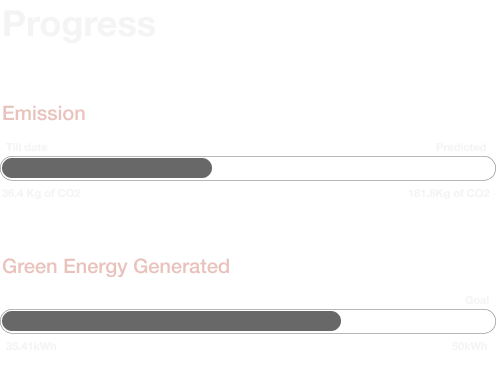 Progress
Emission
Till date Predicted
36.4 Kg of CO2 181.6Kg of CO2
Green Energy Generated
Goal
35.41kWh 50kWh